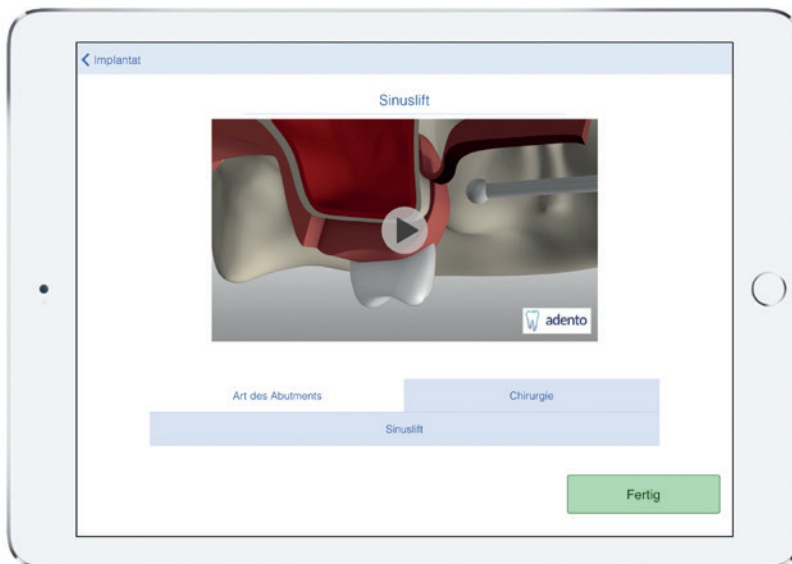 Implantat
Sinuslift
adento
Art des Abutments
Chirurgie
Sinuslift
Fertig